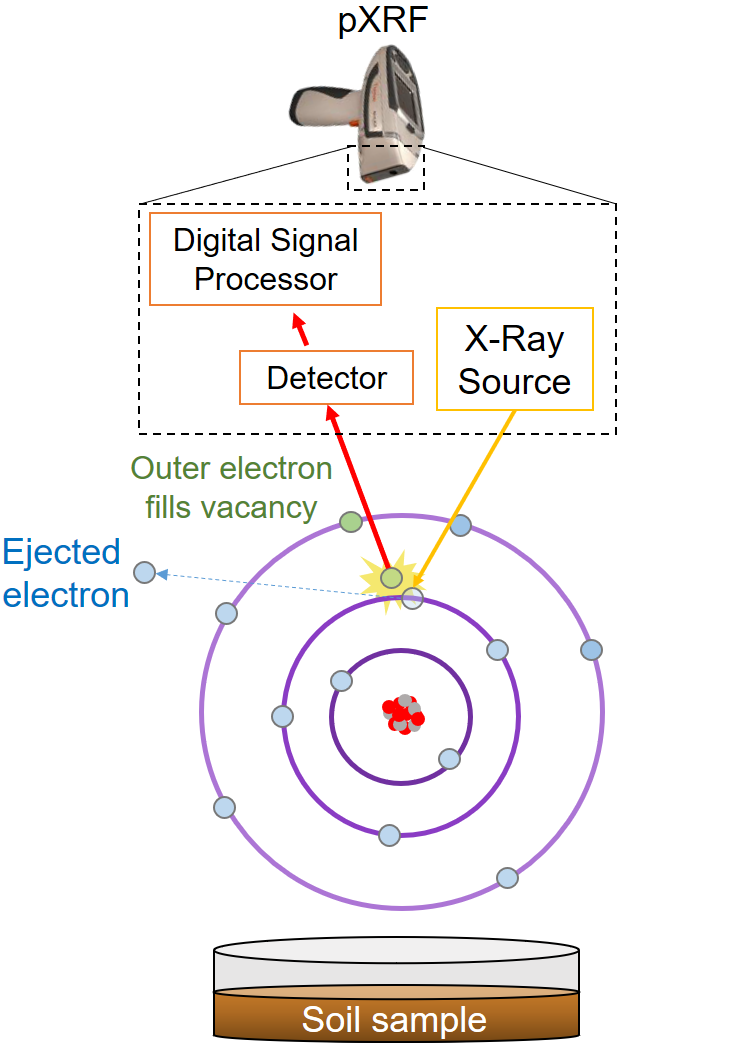 pXRF
Digital Signal
Processor
X-Ray
Source
Detector
Outer electron
fills vacancy
Ejected
electron
Soil sample